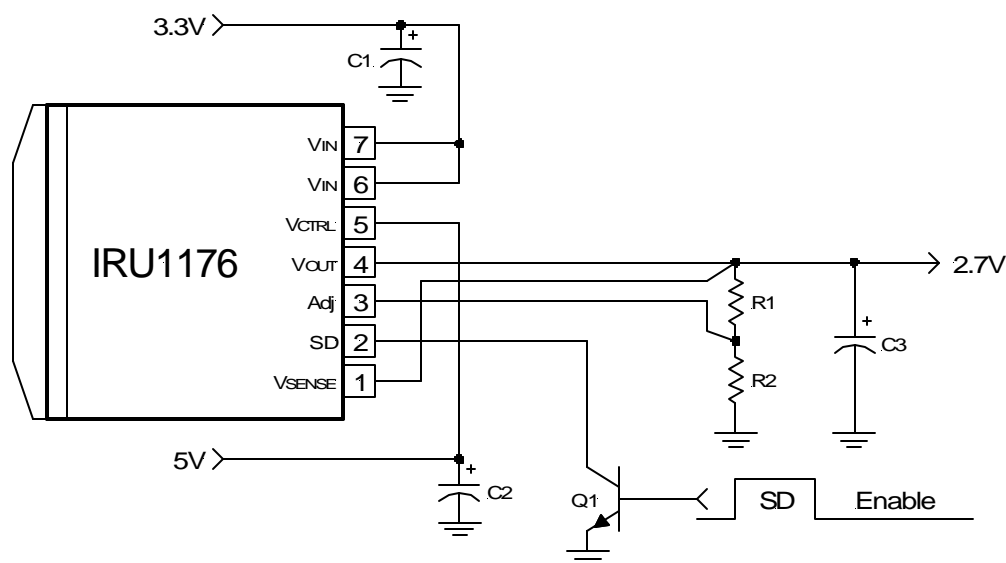 3.3V
C1
+
VIN 7
VIN 6
VCTRL 5
IRU1176
VOUT 4
2.7V
Adj 3
R1
SD 2
+
C3
VSENSE 1
R2
5V
+
C2
Q1
SD
Enable